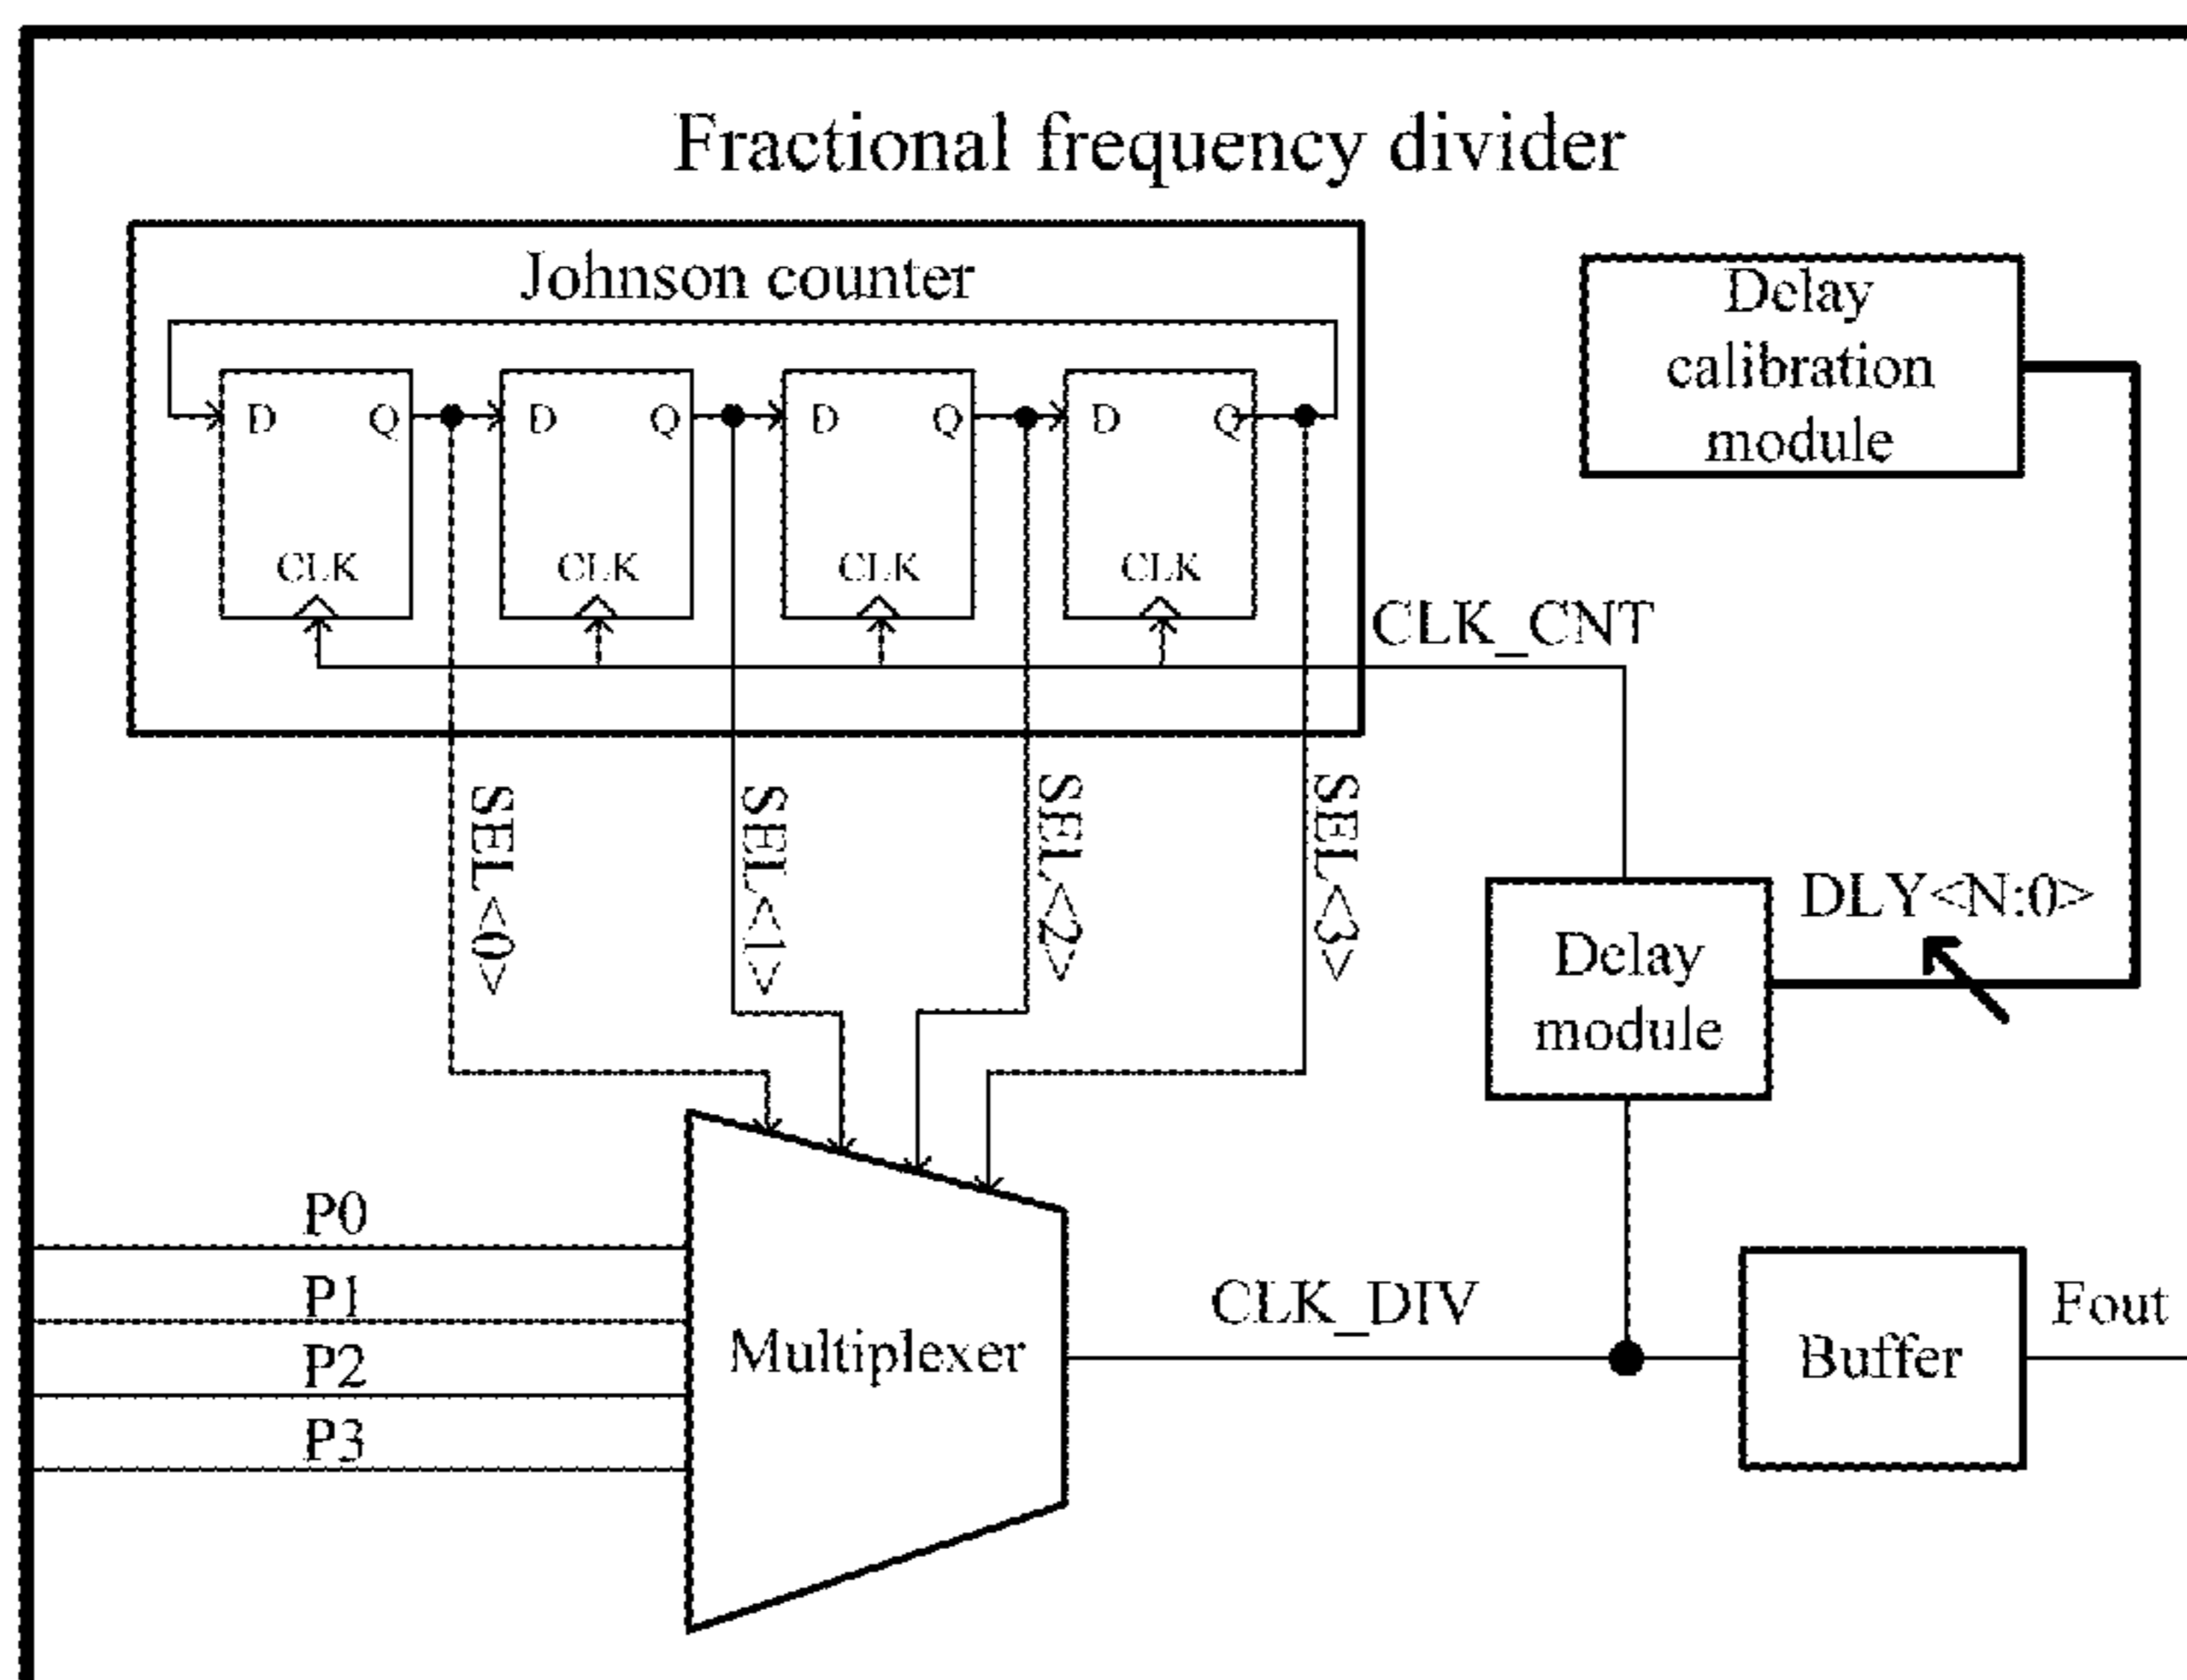 Fractional frequency divider
Johnson counter
Delay
calibration
module
D Q D Q D Q D Q
CLK CLK CLK CLK
CLK_CNT
SEL<0>
SEL<1>
SEL<2>
SEL<3>
DLY<N:0>
Delay
module
P0
P1
P2
P3
Multiplexer
CLK_DIV
Buffer
Fout